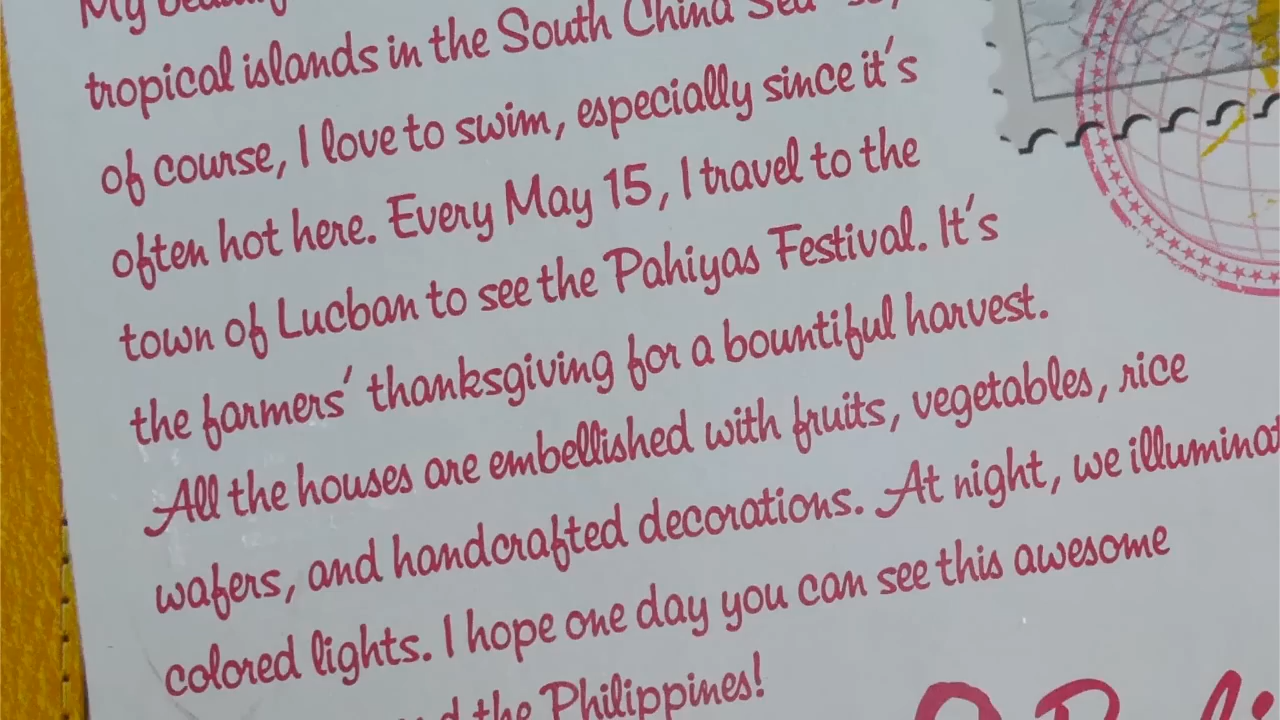 My
tropical islands in the South China Sea
of course, I love to swim, especially since it's
often hot here. Every May 15, I travel to the
town of Lucban to see the Pahiyas Festival. It's
the farmers' thanksgiving for a bountiful harvest.
All the houses are embellished with fruits, vegetables, rice
wafers, and handcrafted decorations. At night, we
colored lights. I hope one day you can see this awesome
the Philippines!